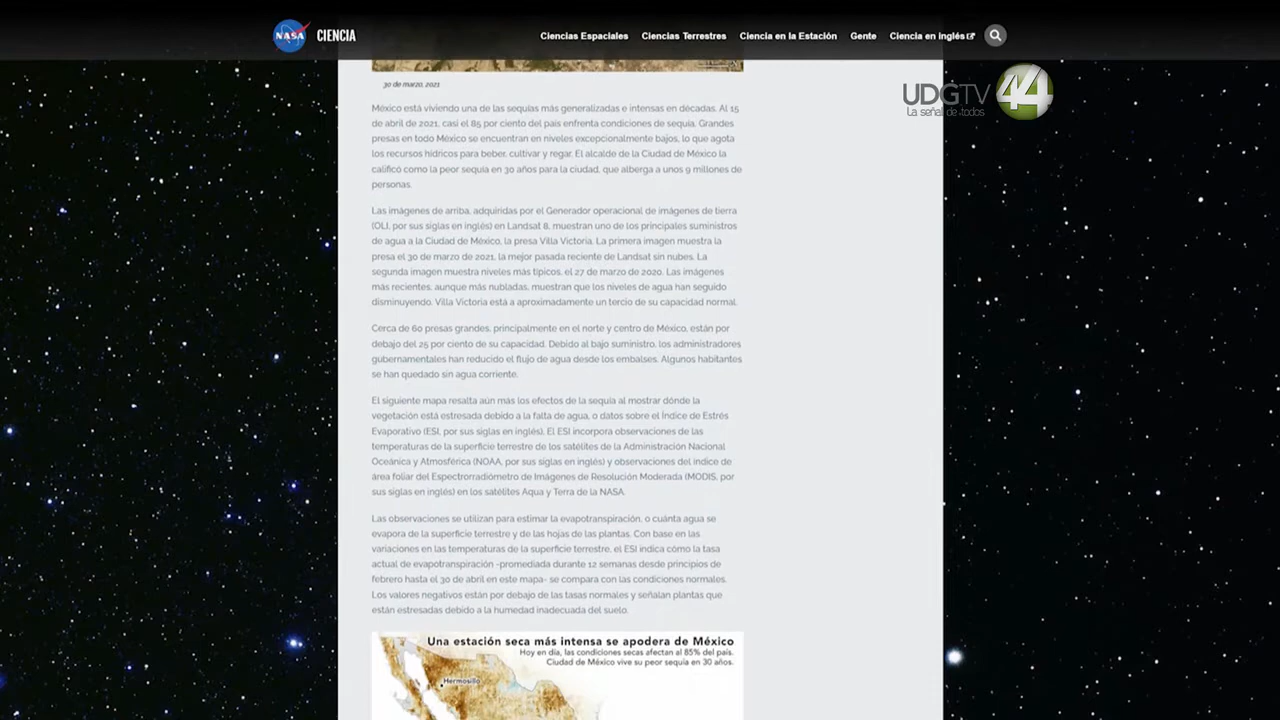 NASA CIENCIA Ciencias Espaciales Ciencias Terrestres Ciencia en la Estación Gente Ciencia en inglés
30 de marzo, 2021
UDGTV 44
La señal de todos
México está viviendo una de las sequías más generalizadas e intensas en décadas. Al 15
de abril de 2021, casi el 85 por ciento del país enfrenta condiciones de sequía. Grandes
presas en todo México se encuentran en niveles excepcionalmente bajos, lo que agota
los recursos hídricos para beber, cultivar y regar. El alcalde de la Ciudad de México la
calificó como la peor sequía en 30 años para la ciudad, que alberga a unos 9 millones de
personas.
Las imágenes de arriba, adquiridas por el Generador operacional de imágenes de tierra
(OLI, por sus siglas en inglés) en Landsat 8, muestran uno de los principales suministros
de agua a la Ciudad de México, la presa Villa Victoria. La primera imagen muestra la
presa el 30 de marzo de 2021, la mejor pasada reciente de Landsat sin nubes. La
segunda imagen muestra niveles más típicos, el 27 de marzo de 2020. Las imágenes
más recientes, aunque más nubladas, muestran que los niveles de agua han seguido
disminuyendo. Villa Victoria está a aproximadamente un tercio de su capacidad normal.
Cerca de 60 presas grandes, principalmente en el norte y centro de México, están por
debajo del 25 por ciento de su capacidad. Debido al bajo suministro, los administradores
gubernamentales han reducido el flujo de agua desde los embalses. Algunos habitantes
se han quedado sin agua corriente.
El siguiente mapa resalta aún más los efectos de la sequía al mostrar dónde la
vegetación está estresada debido a la falta de agua, o datos sobre el Índice de Estrés
Evaporativo (ESI, por sus siglas en inglés). El ESI incorpora observaciones de las
temperaturas de la superficie terrestre de los satélites de la Administración Nacional
Oceánica y Atmosférica (NOAA, por sus siglas en inglés) y observaciones del índice de
área foliar del Espectrorradiómetro de Imágenes de Resolución Moderada (MODIS, por
sus siglas en inglés) en los satélites Aqua y Terra de la NASA.
Las observaciones se utilizan para estimar la evapotranspiración, o cuánta agua se
evapora de la superficie terrestre y de las hojas de las plantas. Con base en las
variaciones en las temperaturas de la superficie terrestre, el ESI indica cómo la tasa
actual de evapotranspiración -promediada durante 12 semanas desde principios de
febrero hasta el 30 de abril en este mapa- se compara con las condiciones normales.
Los valores negativos están por debajo de las tasas normales y señalan plantas que
están estresadas debido a la humedad inadecuada del suelo.
Una estación seca más intensa se apodera de México
Hoy en día, las condiciones secas afectan al 85% del país.
Ciudad de México vive su peor sequía en 30 años.
Hermosillo